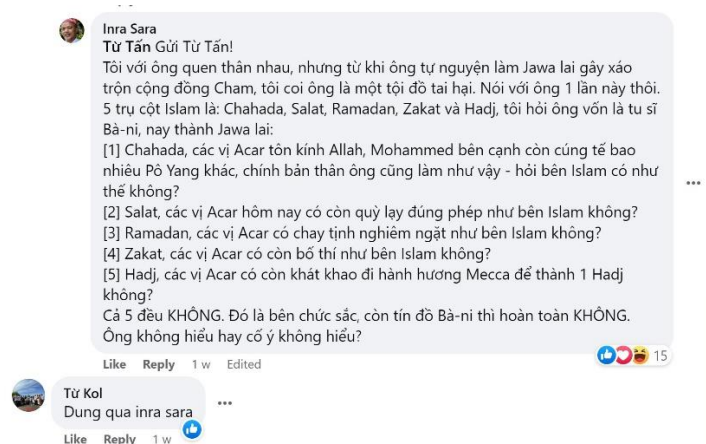 Inra Sara
Từ Tấn Gửi Từ Tấn!
Tôi với ông quen thân nhau, nhưng từ khi ông tự nguyện làm Jawa lai gây xáo
trộn cộng đồng Cham, tôi coi ông là một tội đồ tai hại. Nói với ông 1 lần này thôi.
5 trụ cột Islam là: Chahada, Salat, Ramadan, Zakat và Hadj, tôi hỏi ông vốn là tu sĩ
Bà-ni, nay thành Jawa lai:
[1] Chahada, các vị Acar tôn kính Allah, Mohammed bên cạnh còn cúng tế bao
nhiêu Pô Yang khác, chính bản thân ông cũng làm như vậy - hỏi bên Islam có như
thế không?
[2] Salat, các vị Acar hôm nay có còn quỳ lạy đúng phép như bên Islam không?
[3] Ramadan, các vị Acar có chay tịnh nghiêm ngặt như bên Islam không?
[4] Zakat, các vị Acar có còn bố thí như bên Islam không?
[5] Hadj, các vị Acar có còn khát khao đi hành hương Mecca để thành 1 Hadj
không?
Cả 5 đều KHÔNG. Đó là bên chức sắc, còn tín đồ Bà-ni thì hoàn toàn KHÔNG.
Ông không hiểu hay cố ý không hiểu?
15
Like Reply 1 w Edited
Từ Kol
Dung qua inra sara
Like Reply 1 w